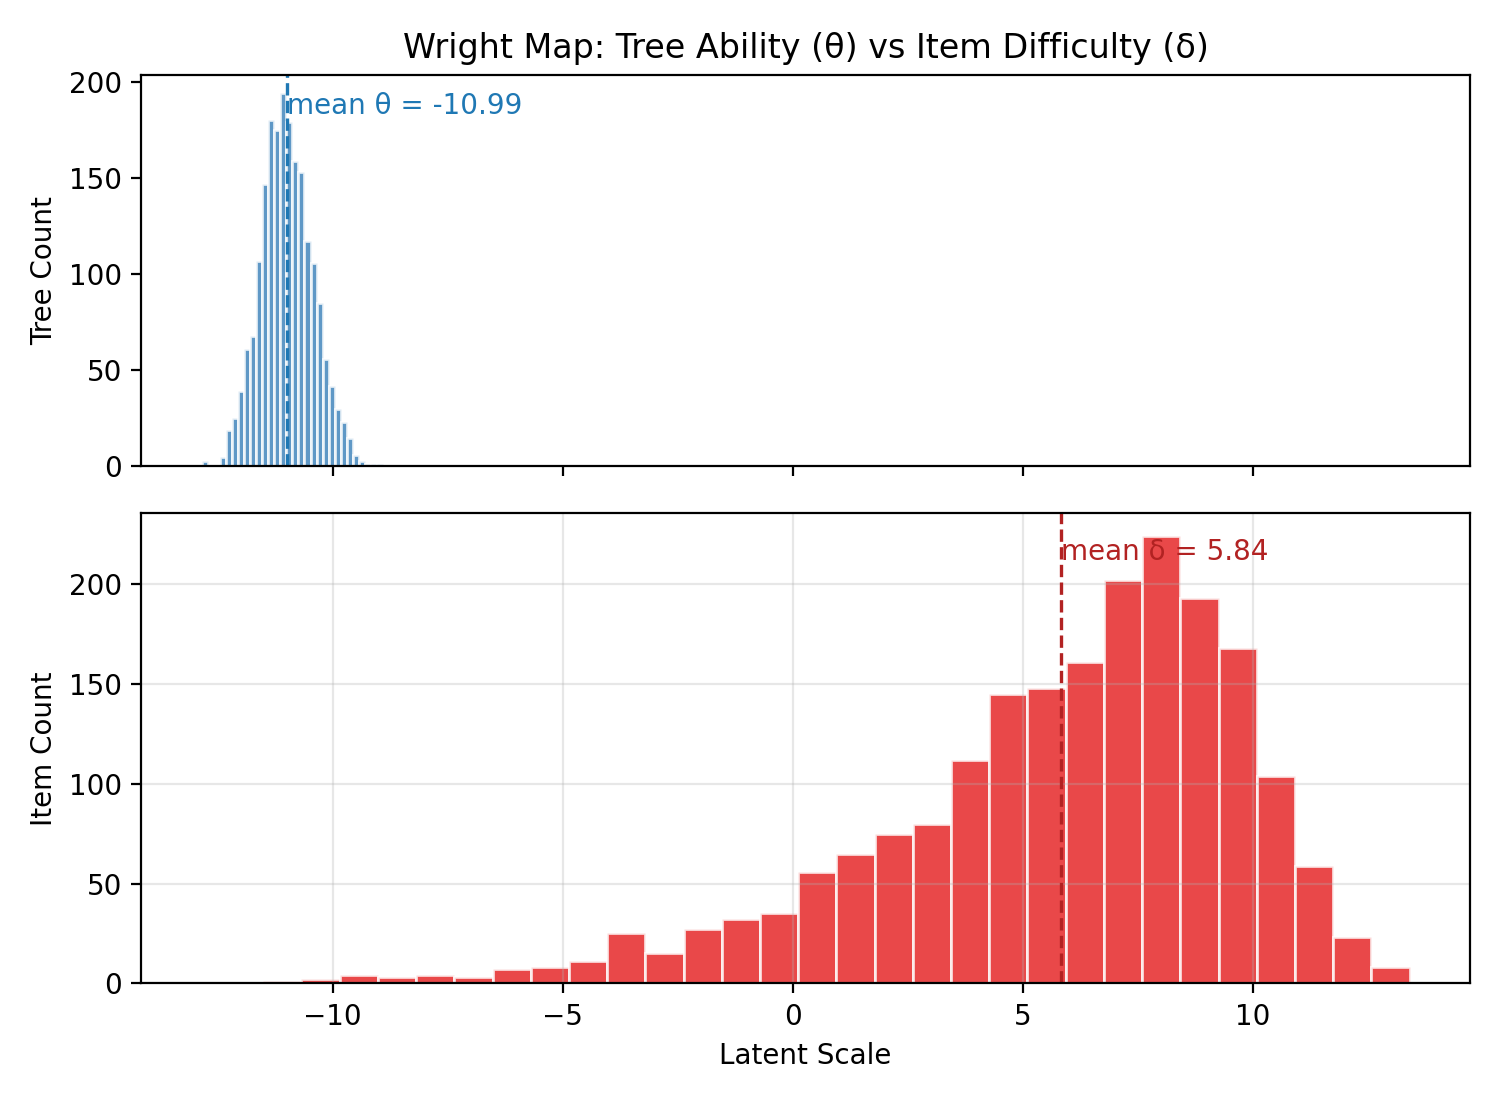 Wright Map: Tree Ability (θ) vs Item Difficulty (δ)
200
150
100
50
0
Tree Count
mean θ = -10.99
200
150
100
50
0
Item Count
mean δ = 5.84
−10 −5 0 5 10
Latent Scale